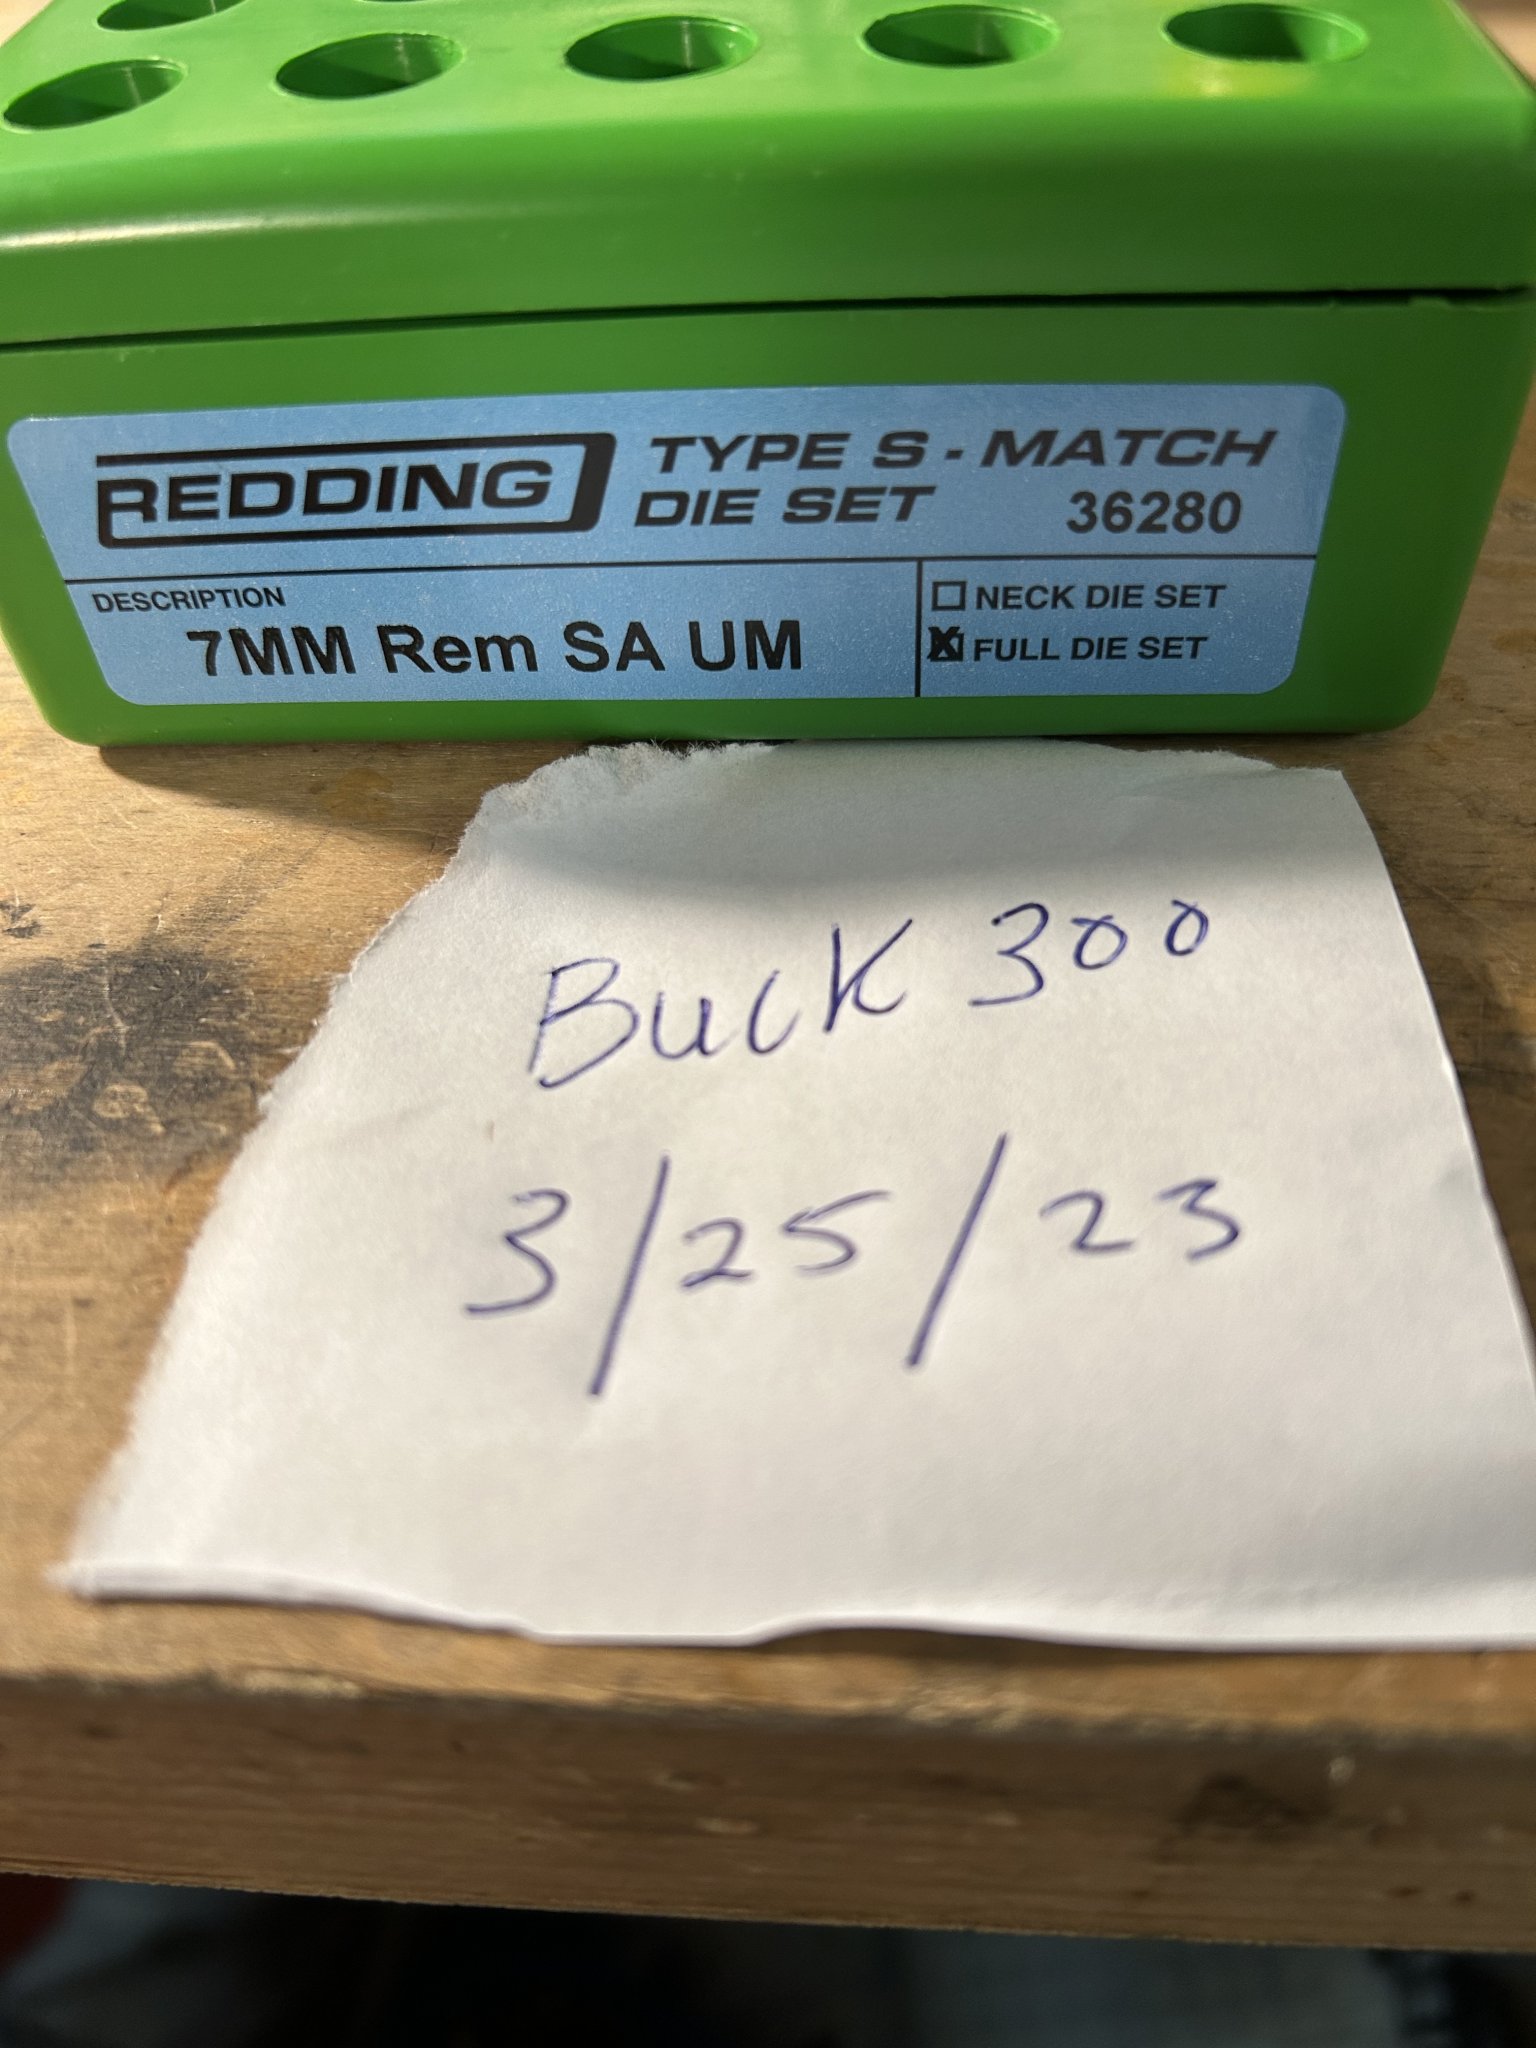 REDDING TYPE S - MATCH
DIE SET 36280
DESCRIPTION
7MM Rem SA UM
NECK DIE SET
FULL DIE SET
Buck 300
3/25/23